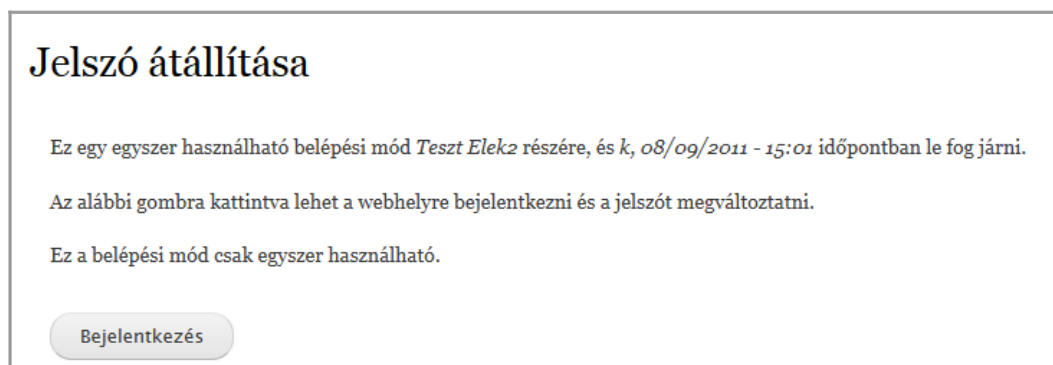 Jelszó átállítása
Ez egy egyszer használható belépési mód Teszt Elek2 részére, és k, 08/09/2011 - 15:01 időpontban le fog járni.
Az alábbi gombra kattintva lehet a webhelyre bejelentkezni és a jelszót megváltoztatni.
Ez a belépési mód csak egyszer használható.
Bejelentkezés